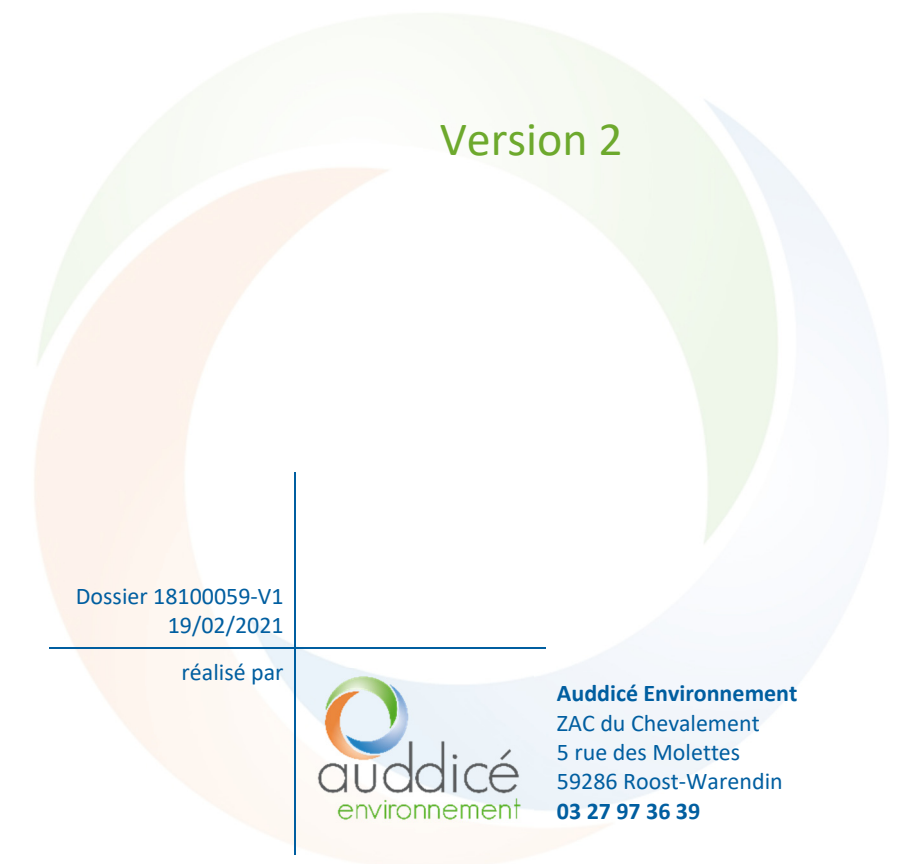 Version 2
Dossier 18100059-V1
19/02/2021
réalisé par
auddicé
environnement
Auddicé Environnement
ZAC du Chevalement
5 rue des Molettes
59286 Roost-Warendin
03 27 97 36 39